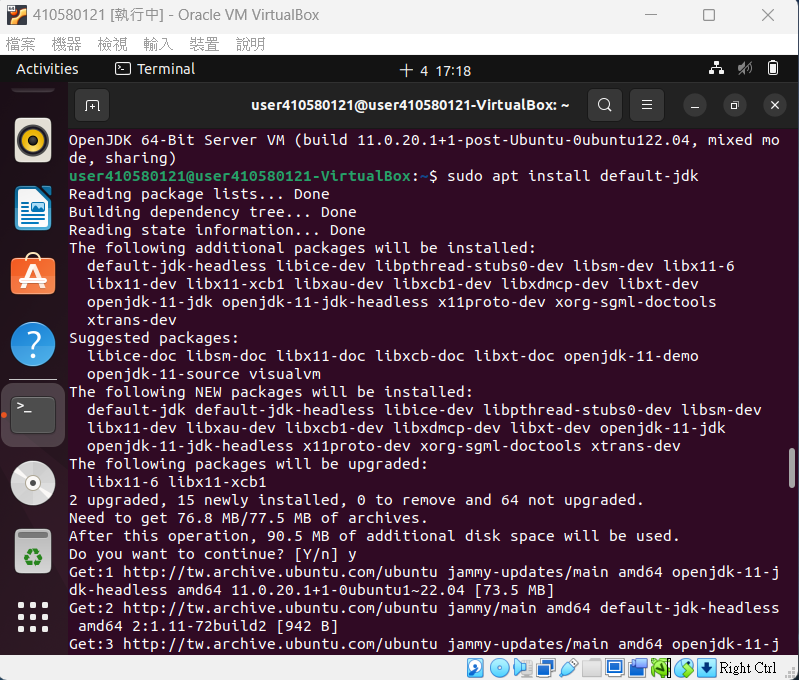 410580121 [執行中] - Oracle VM VirtualBox
檔案 機器 檢視 輸入 裝置 說明
Activities Terminal 十 4 17:18
user410580121@user410580121-VirtualBox: ~
OpenJDK 64-Bit Server VM (build 11.0.20.1+1-post-Ubuntu-0ubuntu122.04, mixed mo
de, sharing)
user410580121@user410580121-VirtualBox:~$ sudo apt install default-jdk
Reading package lists... Done
Building dependency tree... Done
Reading state information... Done
The following additional packages will be installed:
  default-jdk-headless libice-dev libpthread-stubs0-dev libsm-dev libx11-6
  libx11-dev libx11-xcb1 libxau-dev libxcb1-dev libxdmcp-dev libxt-dev
  openjdk-11-jdk openjdk-11-jdk-headless x11proto-dev xorg-sgml-doctools
  xtrans-dev
Suggested packages:
  libice-doc libsm-doc libx11-doc libxcb-doc libxt-doc openjdk-11-demo
  openjdk-11-source visualvm
The following NEW packages will be installed:
  default-jdk default-jdk-headless libice-dev libpthread-stubs0-dev libsm-dev
  libx11-dev libxau-dev libxcb1-dev libxdmcp-dev libxt-dev openjdk-11-jdk
  openjdk-11-jdk-headless x11proto-dev xorg-sgml-doctools xtrans-dev
The following packages will be upgraded:
  libx11-6 libx11-xcb1
2 upgraded, 15 newly installed, 0 to remove and 64 not upgraded.
Need to get 76.8 MB/77.5 MB of archives.
After this operation, 90.5 MB of additional disk space will be used.
Do you want to continue? [Y/n] y
Get:1 http://tw.archive.ubuntu.com/ubuntu jammy-updates/main amd64 openjdk-11-j
dk-headless amd64 11.0.20.1+1-0ubuntu1~22.04 [73.5 MB]
Get:2 http://tw.archive.ubuntu.com/ubuntu jammy/main amd64 default-jdk-headless
 amd64 2:1.11-72build2 [942 B]
Get:3 http://tw.archive.ubuntu.com/ubuntu jammy-updates/main amd64 openjdk-11-j
Right Ctrl